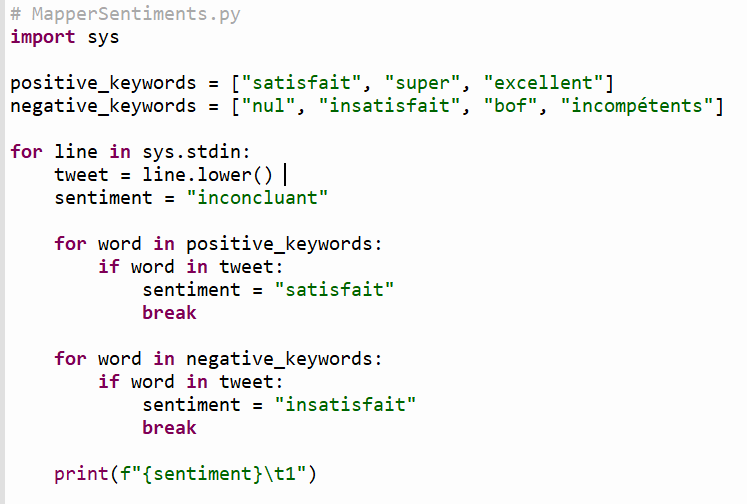 # MapperSentiments.py
import sys
positive_keywords = ["satisfait", "super", "excellent"]
negative_keywords = ["nul", "insatisfait", "bof", "incompétents"]
for line in sys.stdin:
    tweet = line.lower()
    sentiment = "inconcluant"
    for word in positive_keywords:
        if word in tweet:
            sentiment = "satisfait"
            break
    for word in negative_keywords:
        if word in tweet:
            sentiment = "insatisfait"
            break
    print(f"{sentiment}\t1")